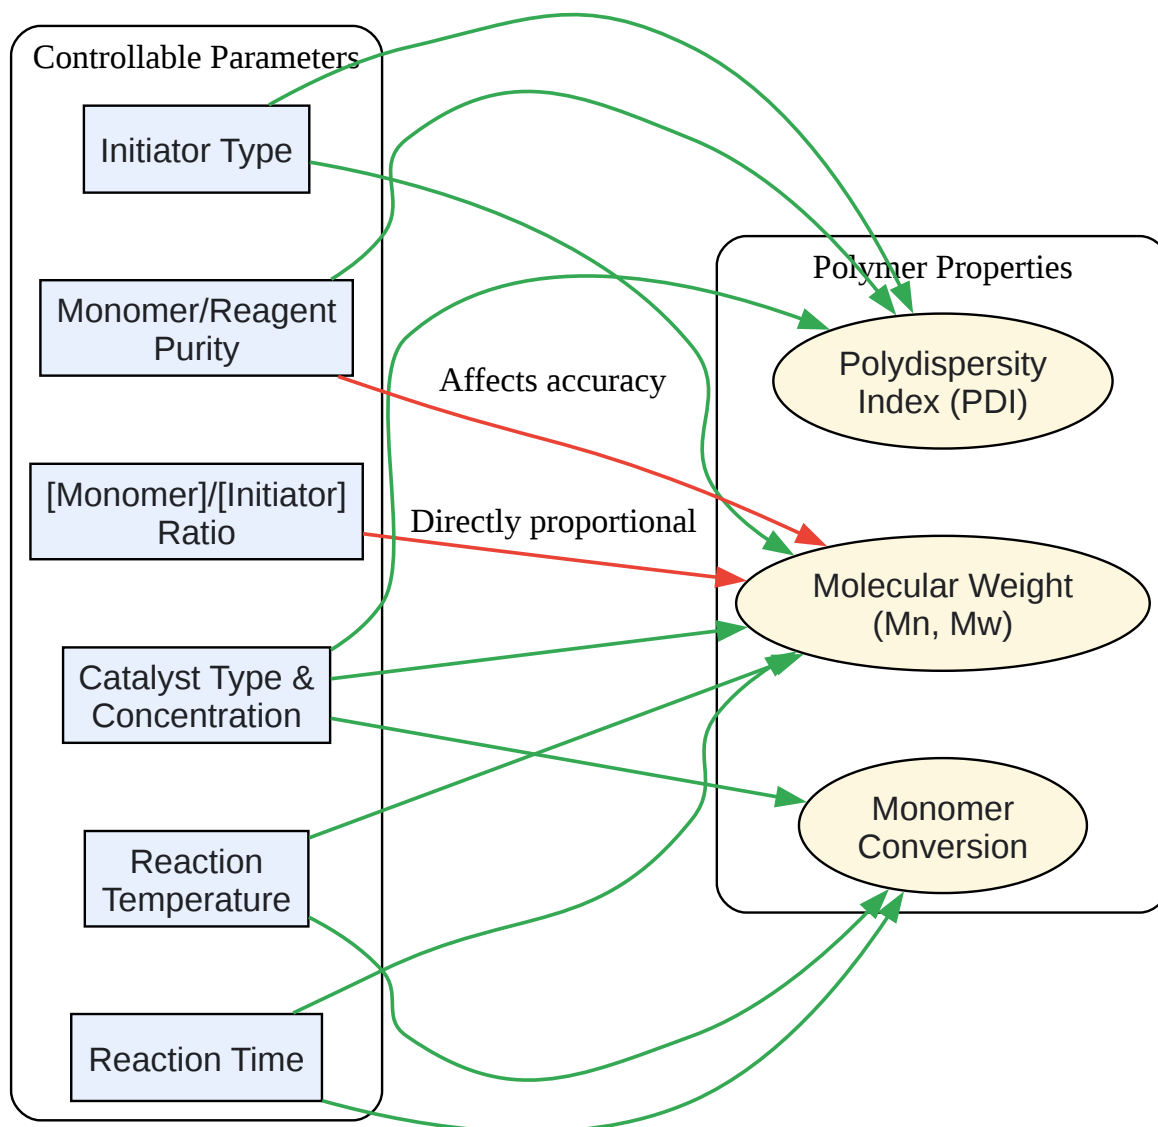 Controllable Parameters
Initiator Type
Monomer/Reagent
Purity
[Monomer]/[Initiator]
Ratio
Catalyst Type &
Concentration
Reaction
Temperature
Reaction Time
Affects accuracy
Directly proportional
Polymer Properties
Polydispersity
Index (PDI)
Molecular Weight
(Mn, Mw)
Monomer
Conversion